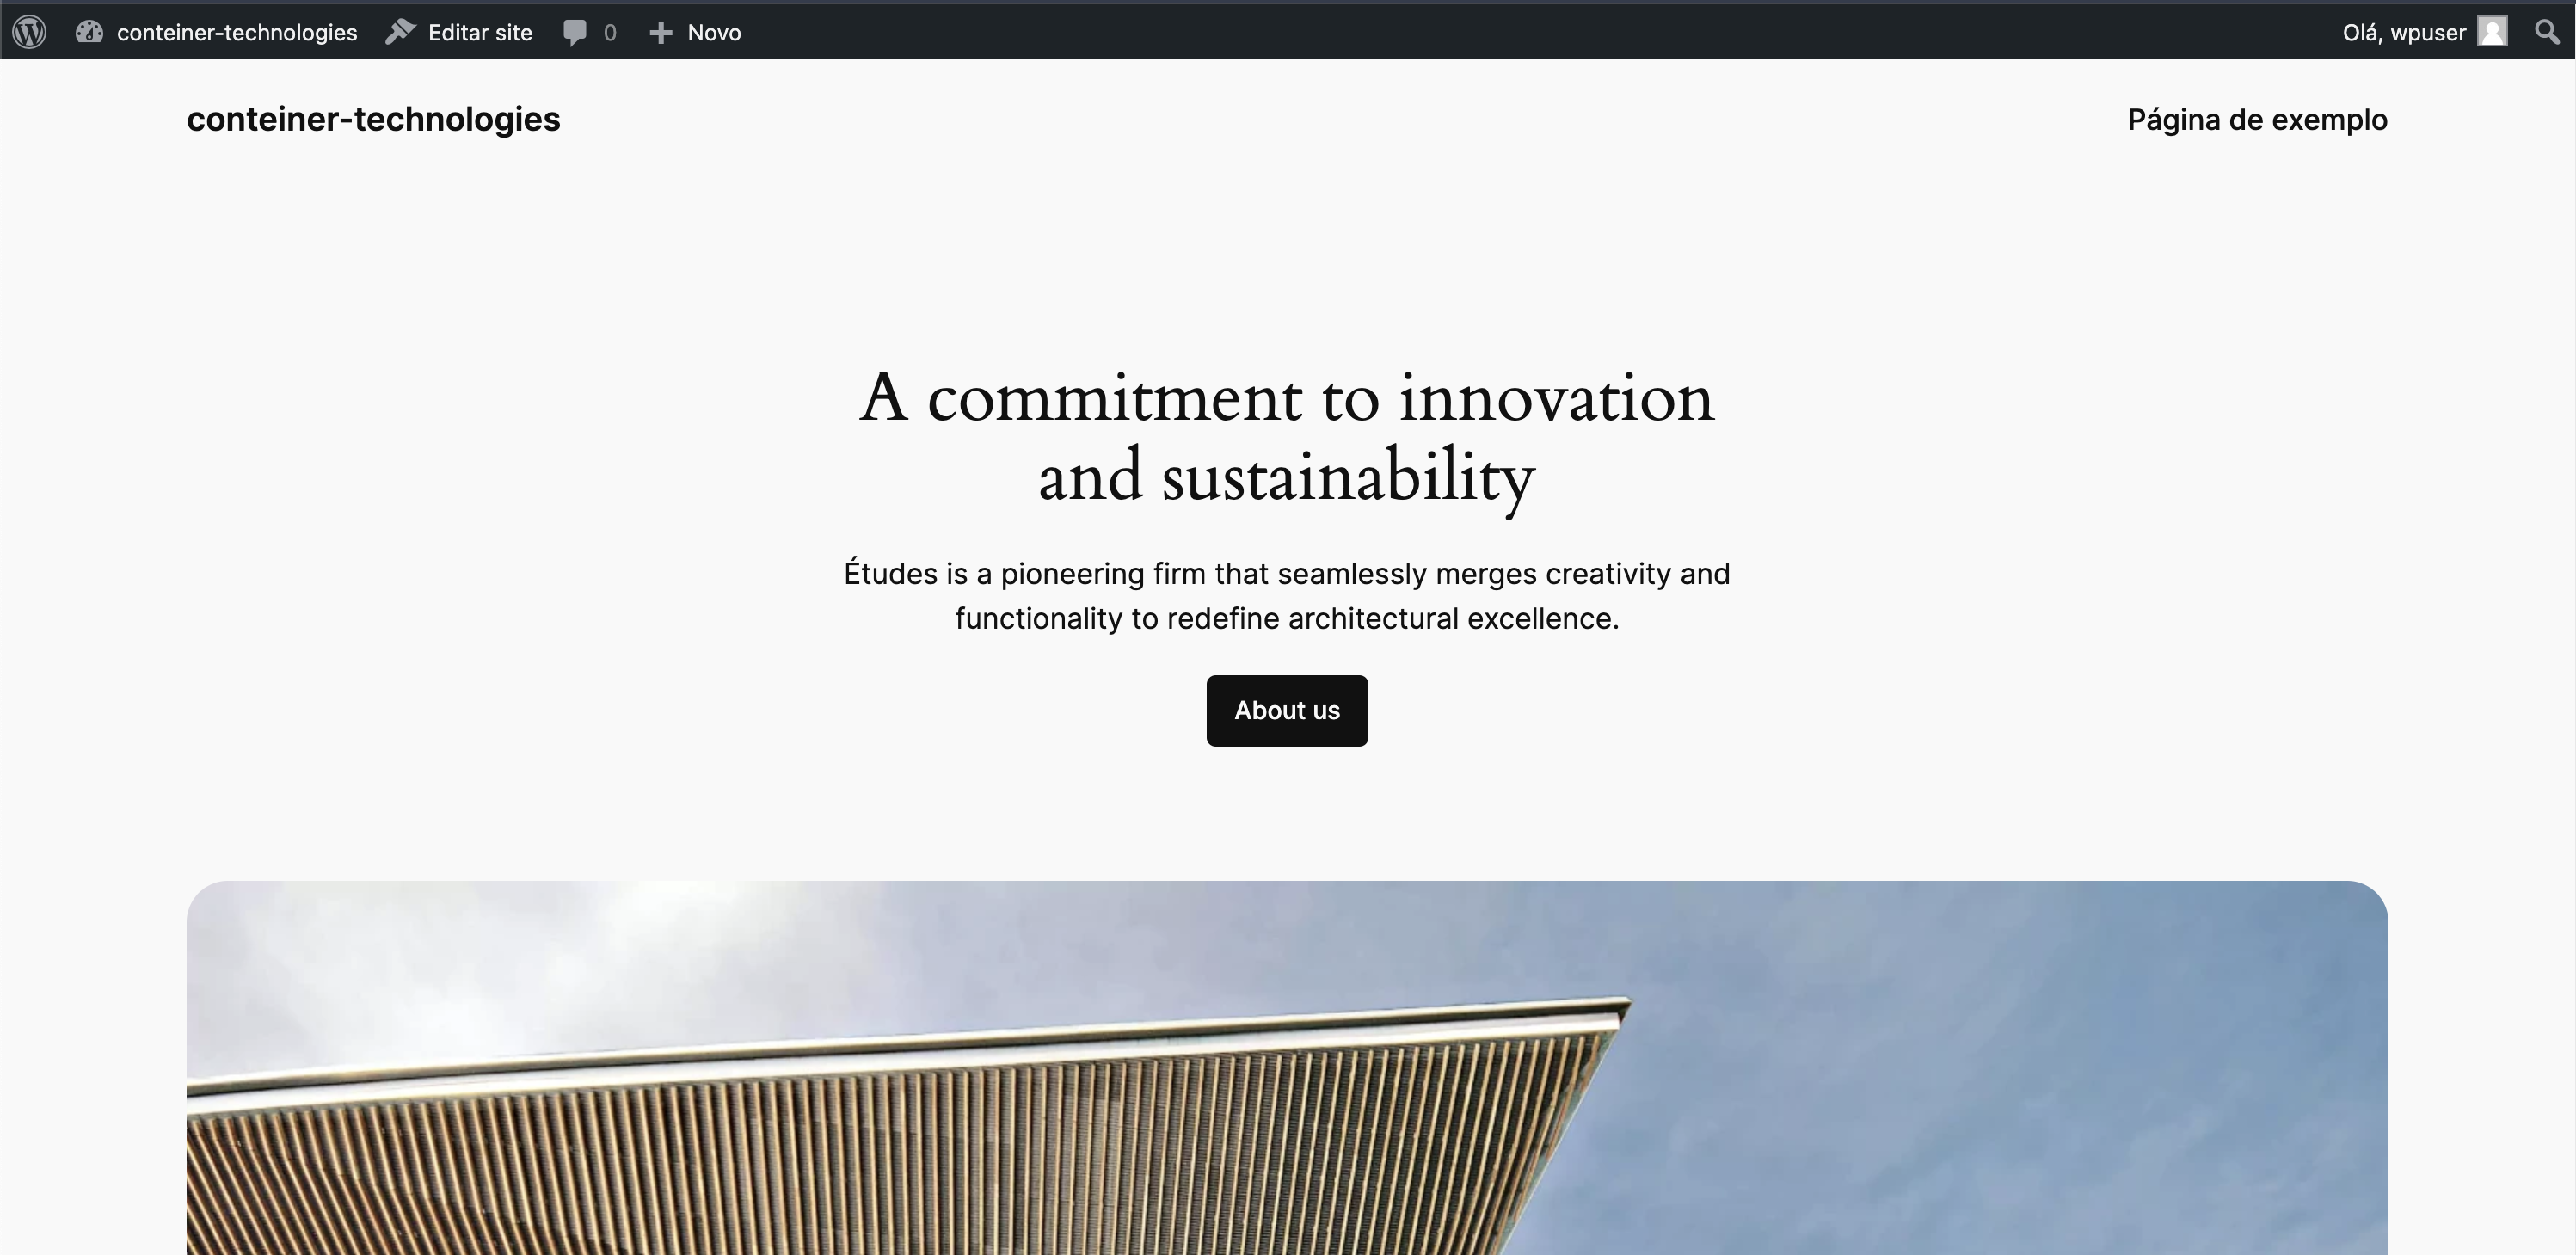 conteiner-technologies Editar site 0 Novo Olá, wpuser
conteiner-technologies Página de exemplo
A commitment to innovation
and sustainability
Études is a pioneering firm that seamlessly merges creativity and
functionality to redefine architectural excellence.
About us